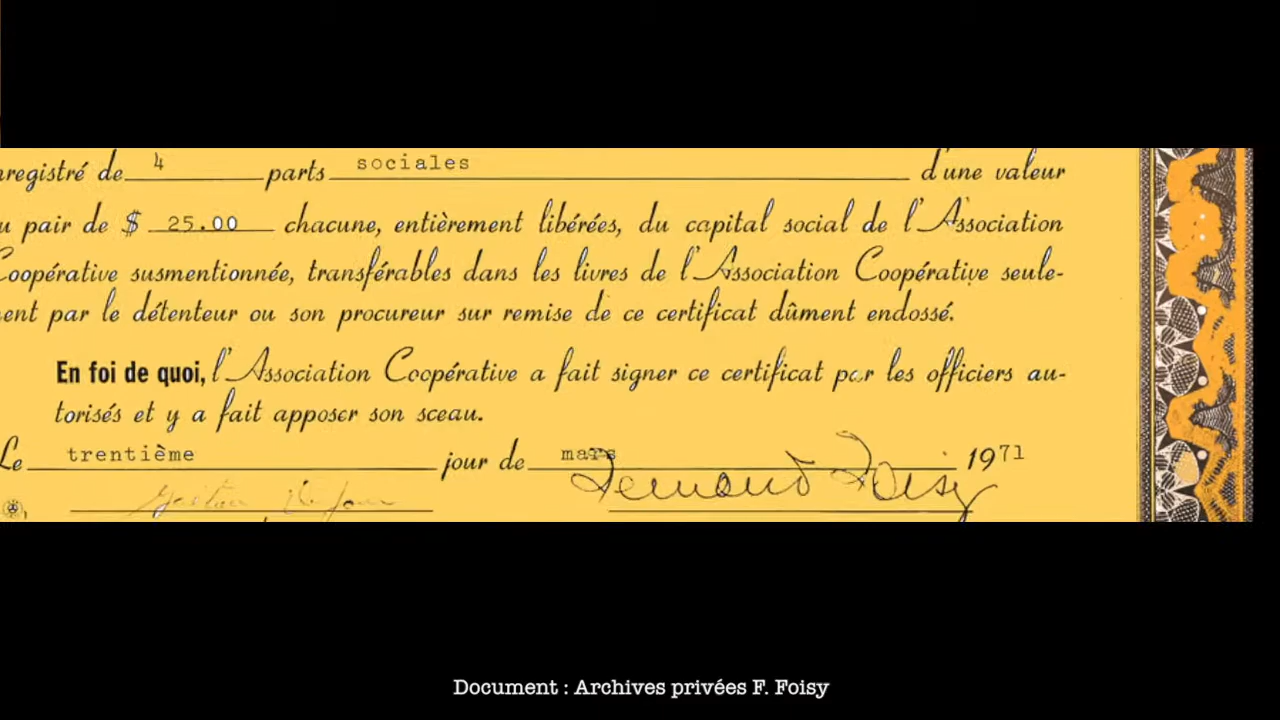 nregistré de 4 parts sociales d'une valeur
u pair de $ 25.00 chacune, entièrement libérées, du capital social de l'Association
Coopérative susmentionnée, transférables dans les livres de l'Association Coopérative seule-
ent par le détenteur ou son procureur sur remise de ce certificat dûment endossé.
En foi de quoi, l'Association Coopérative a fait signer ce certificat par les officiers au-
torisés et y a fait apposer son sceau.
Le trentième jour de mars 1971
Fernand Foisy
Document : Archives privées F. Foisy